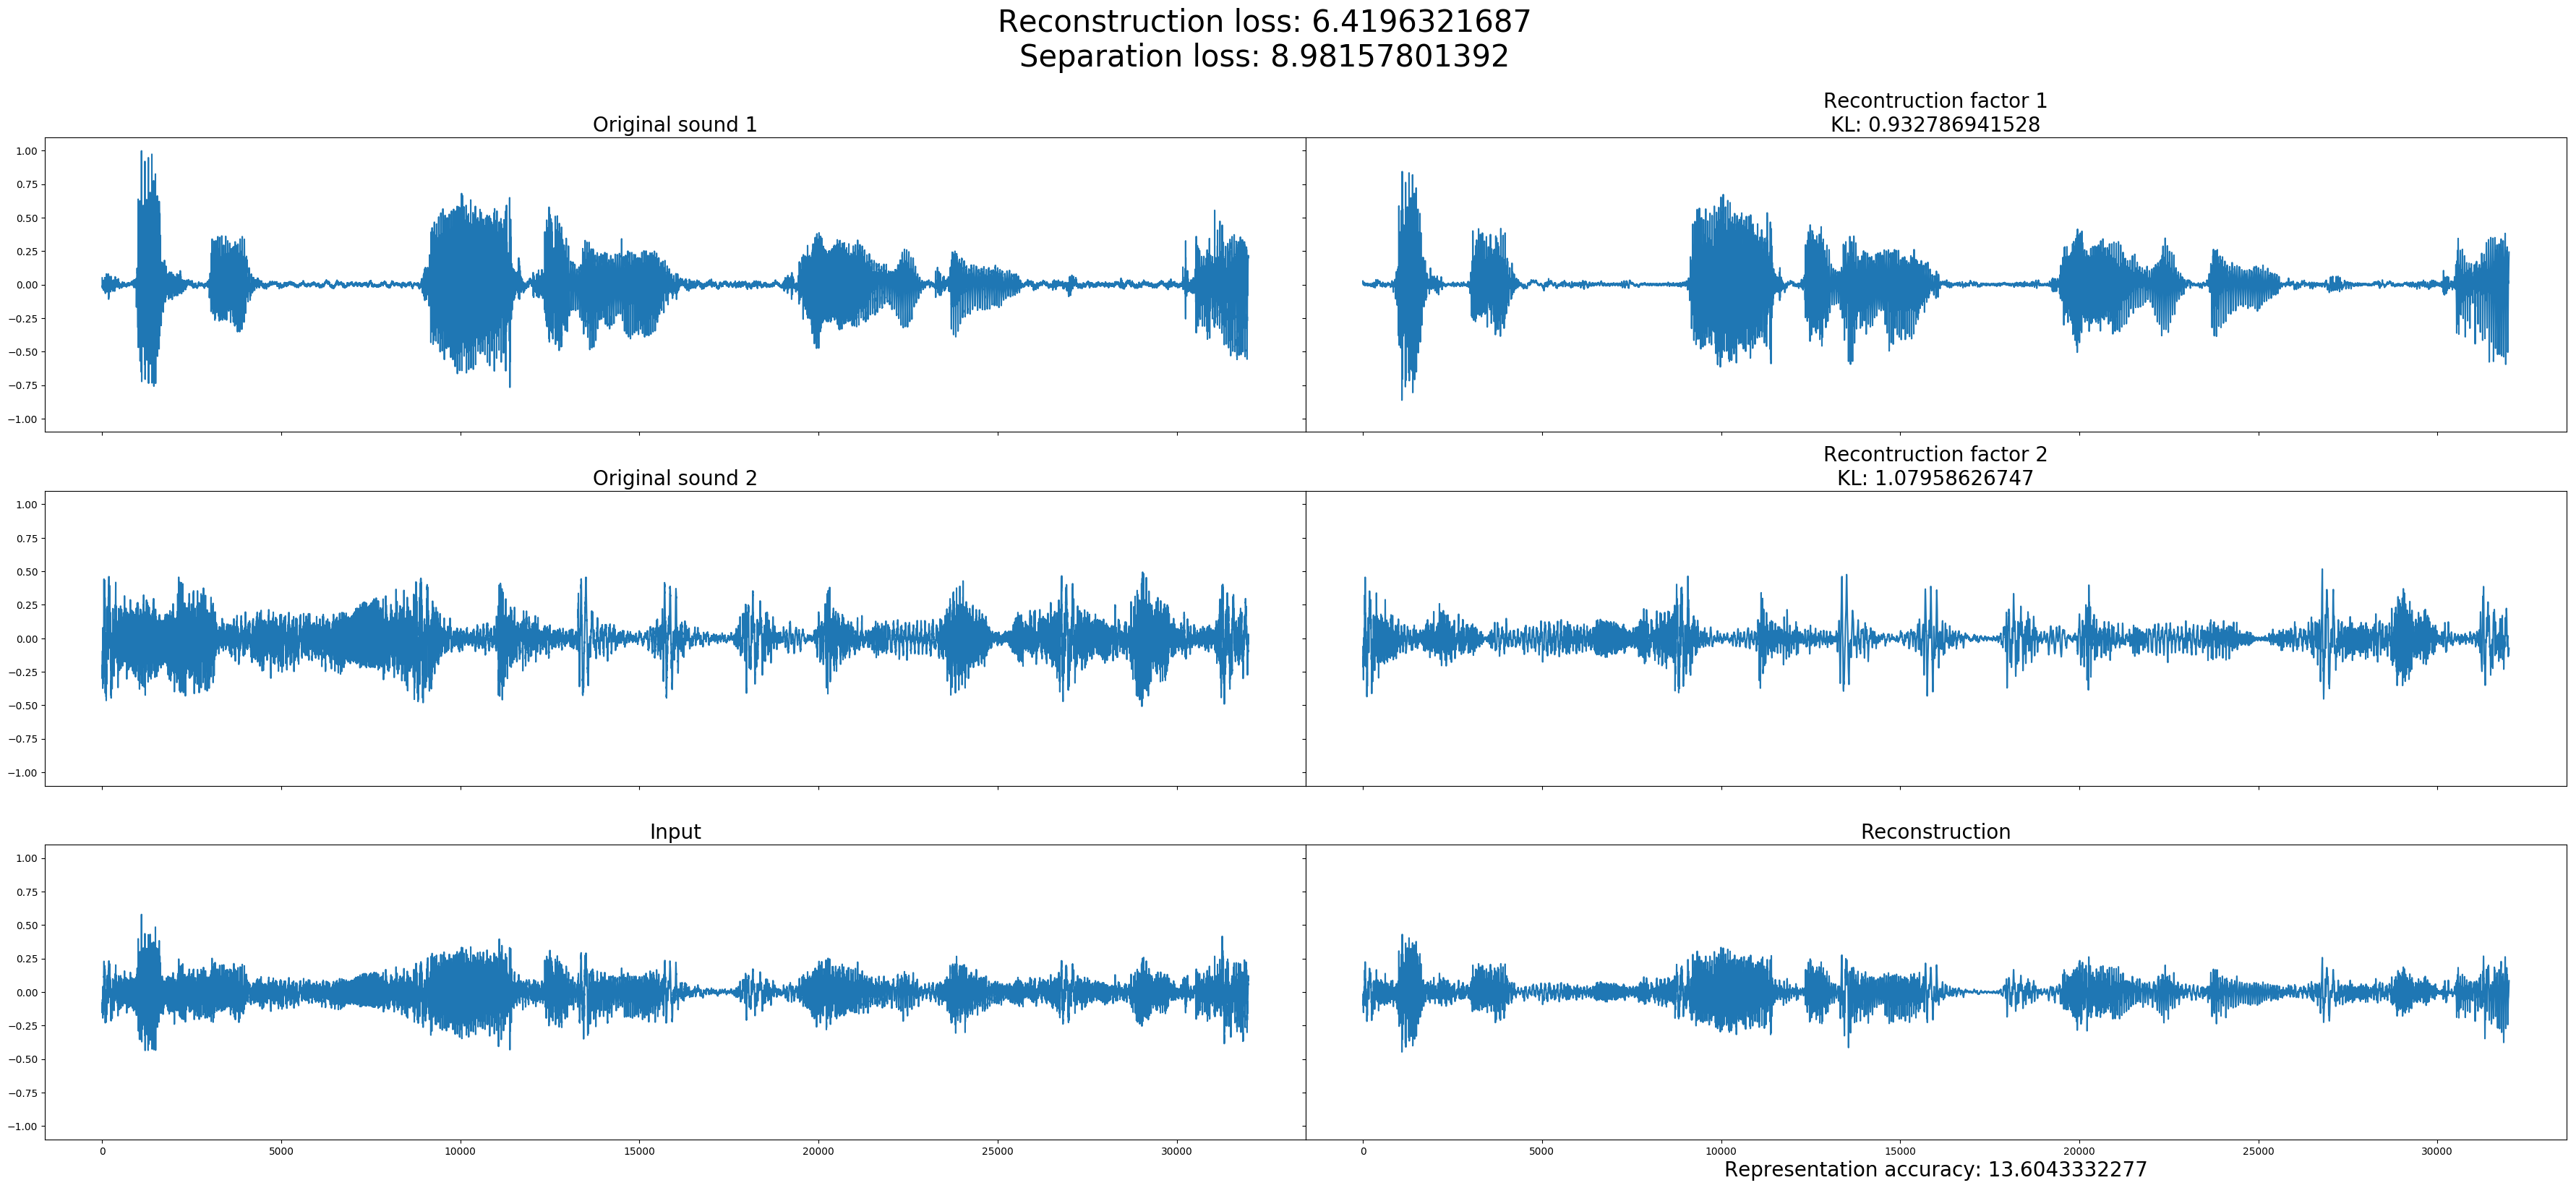 Reconstruction loss: 6.4196321687
Separation loss: 8.98157801392
Original sound 1
Recontruction factor 1
KL: 0.932786941528
1.00
0.75
0.50
0.25
0.00
−0.25
−0.50
−0.75
−1.00
Original sound 2
Recontruction factor 2
KL: 1.07958626747
1.00
0.75
0.50
0.25
0.00
−0.25
−0.50
−0.75
−1.00
Input
Reconstruction
1.00
0.75
0.50
0.25
0.00
−0.25
−0.50
−0.75
−1.00
0 5000 10000 15000 20000 25000 30000
0 5000 10000 15000 20000 25000 30000
Representation accuracy: 13.6043332277